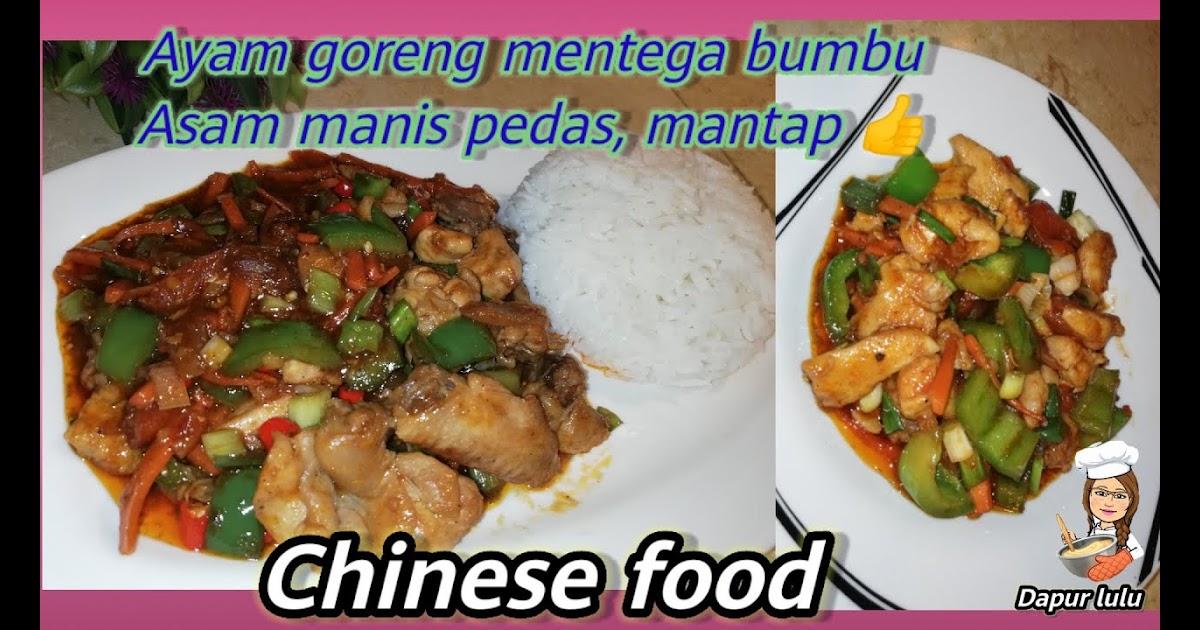 Ayam goreng mentega bumbu
Asam manis pedas, mantap 👍
Chinese food
Dapur lulu